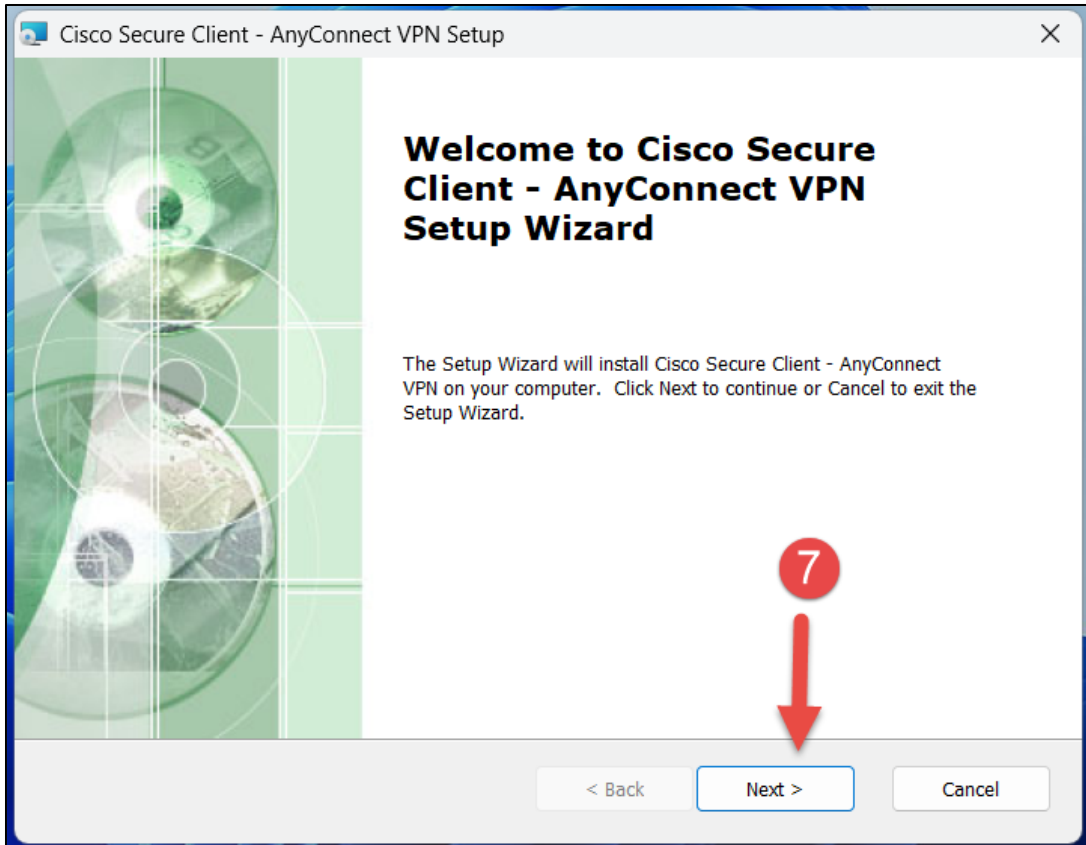 Cisco Secure Client - AnyConnect VPN Setup
Welcome to Cisco Secure
Client - AnyConnect VPN
Setup Wizard
The Setup Wizard will install Cisco Secure Client - AnyConnect
VPN on your computer.  Click Next to continue or Cancel to exit the
Setup Wizard.
7
< Back
Next >
Cancel